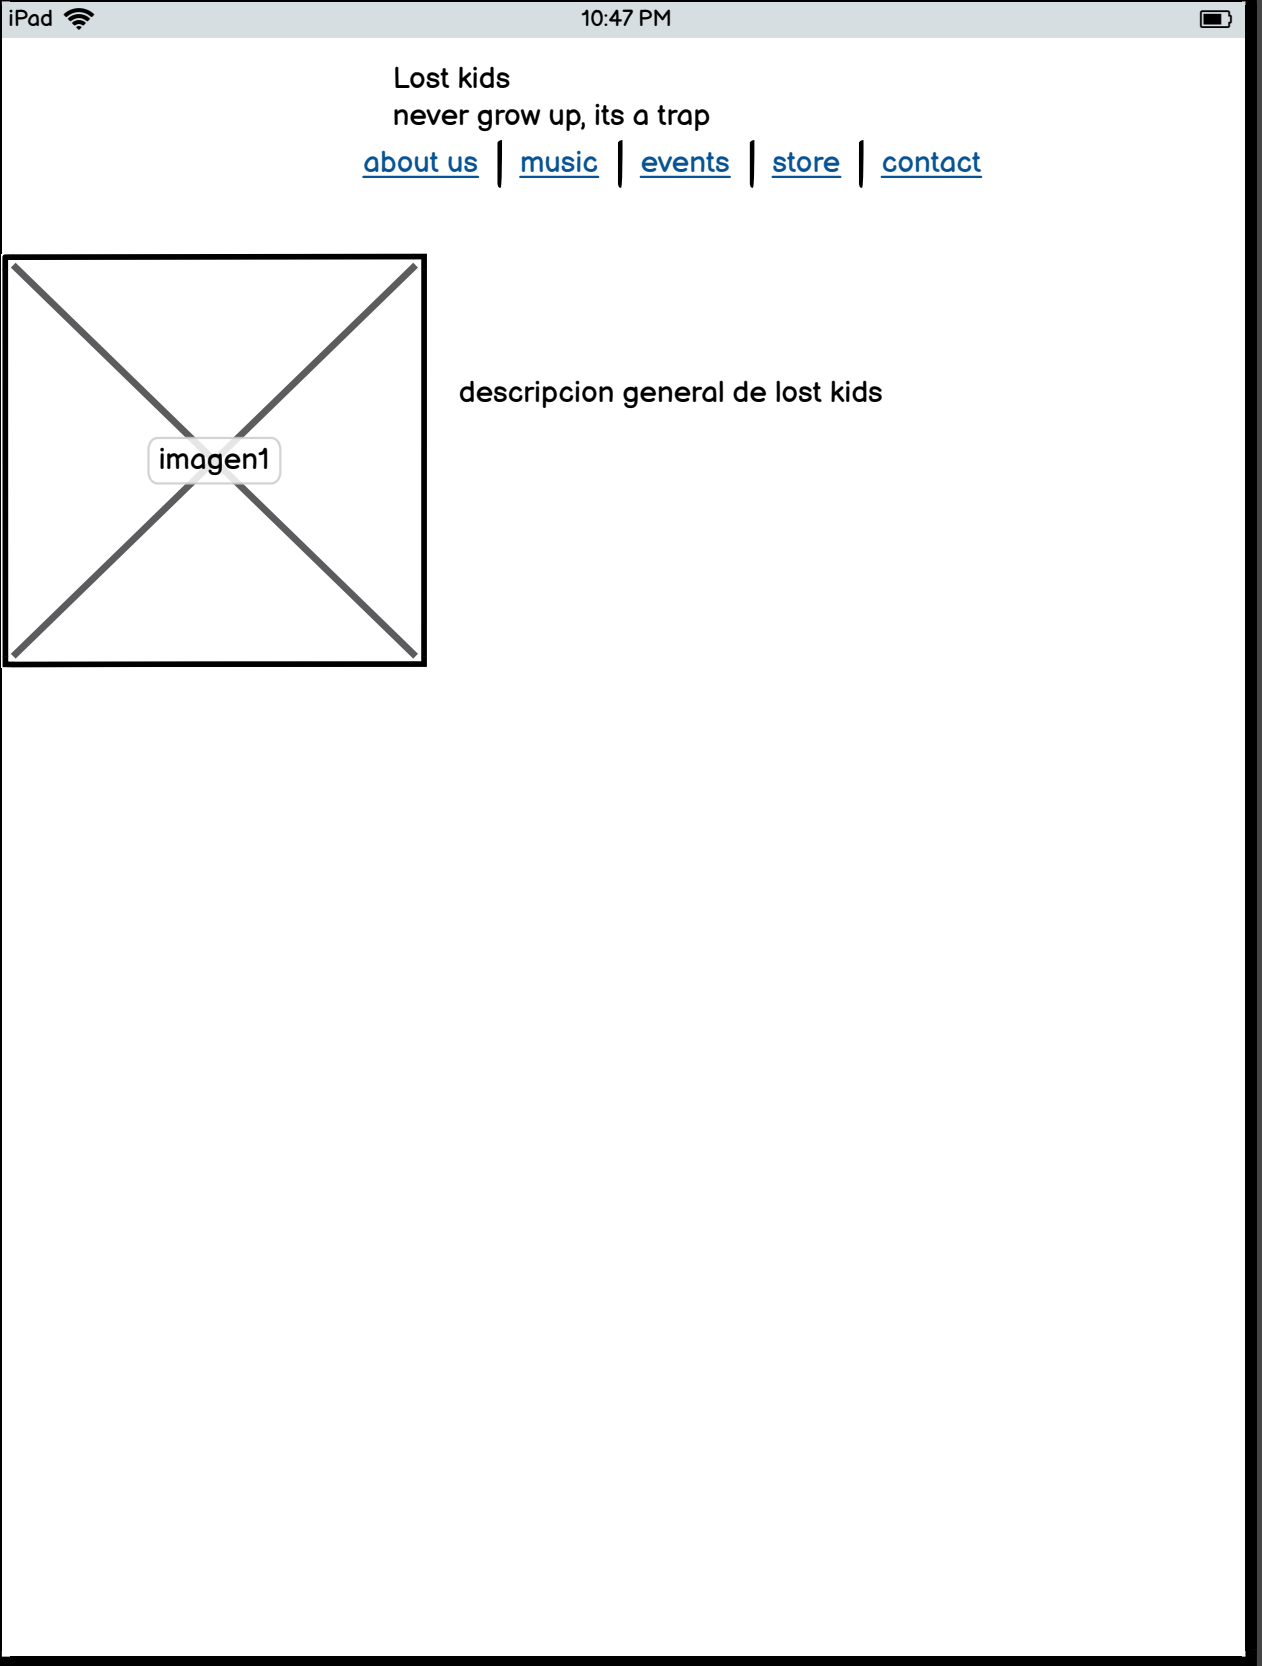 iPad 10:47 PM
Lost kids
never grow up, its a trap
about us | music | events | store | contact
descripcion general de lost kids
imagen1